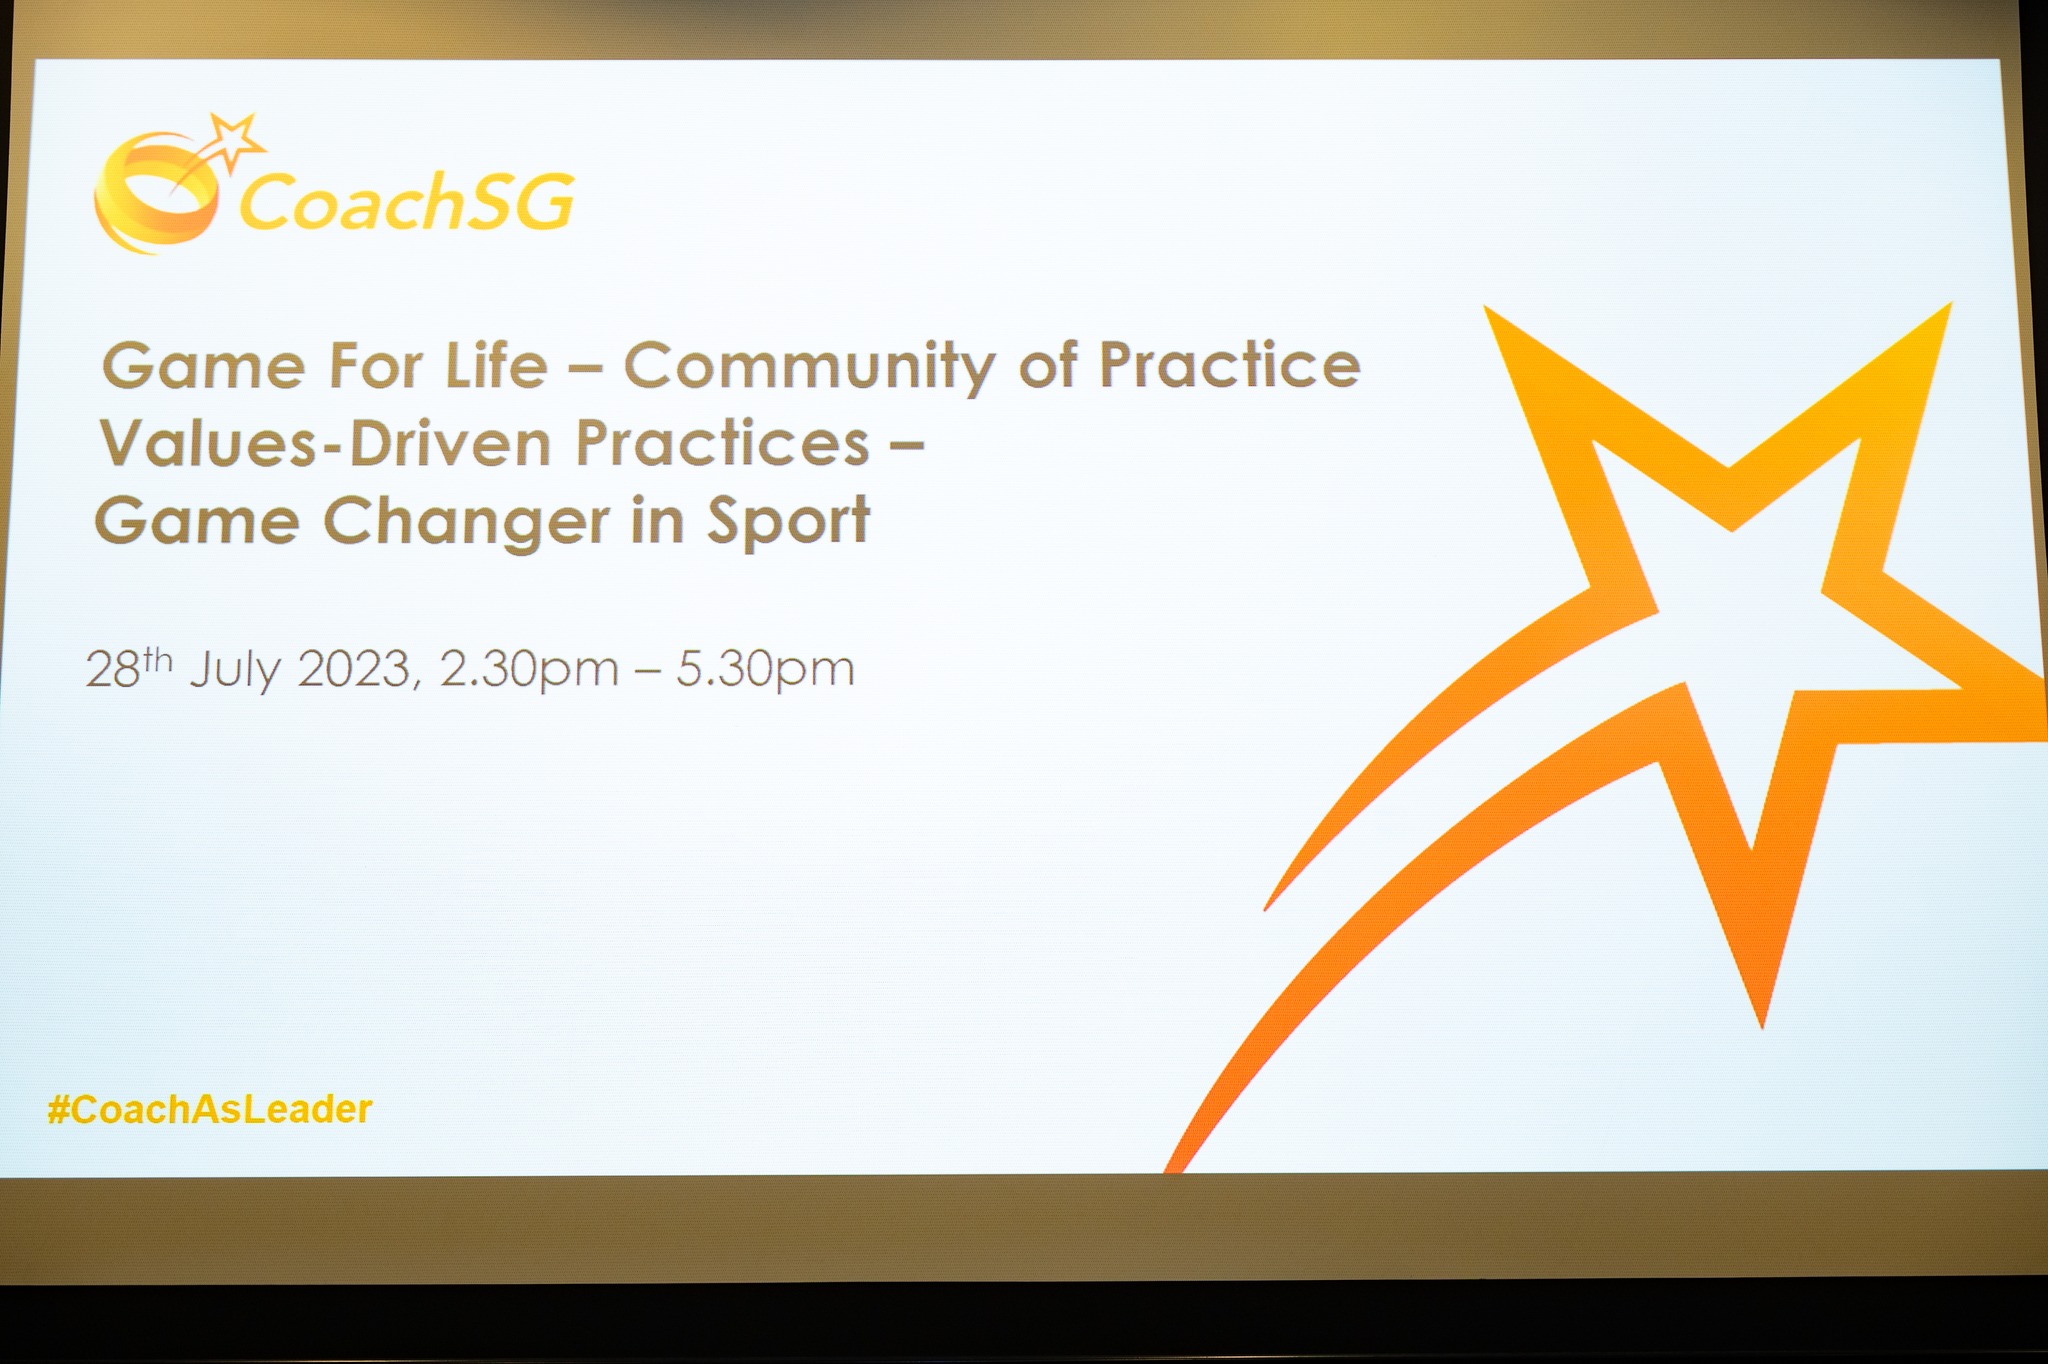 CoachSG
Game For Life – Community of Practice
Values-Driven Practices –
Game Changer in Sport
28th July 2023, 2.30pm – 5.30pm
#CoachAsLeader